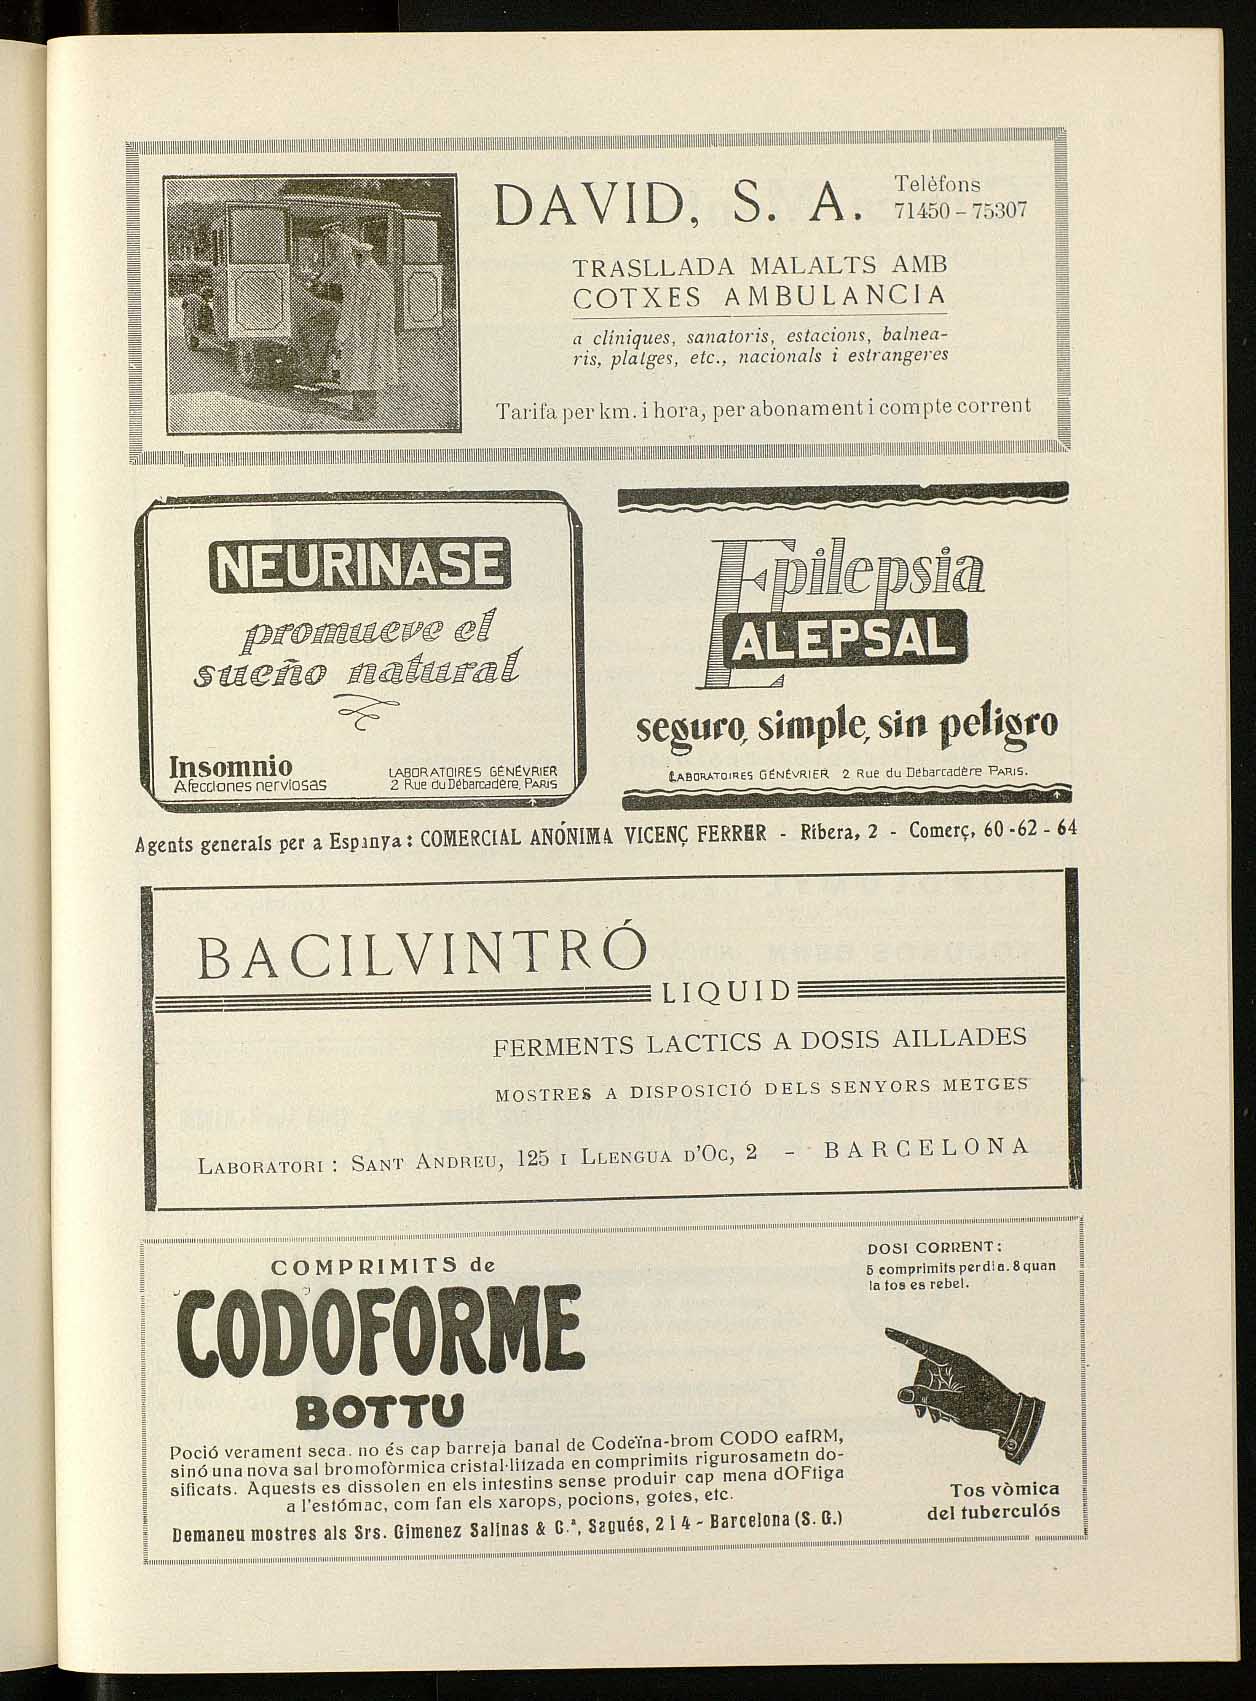 DAVID, S. A.
Telèfons
71450 – 75307
TRASLLADA MALALTS AMB
COTXES AMBULANCIA
a clíniques, sanatoris, estacions, balnea-
ris, platges, etc., nacionals i estrangeres
Tarifa per km. i hora, per abonament i compte corrent
NEURINASE
promueve el
sueño natural
Insomnio
Afecciones nerviosas
LABORATOIRES GÉNÉVRIER
2 Rue du Débarcadère, PARIS
Epilepsia
ALEPSAL
seguro, simple, sin peligro
LABORATOIRES GÉNÉVRIER 2 Rue du Débarcadère PARIS.
Agents generals per a Espanya: COMERCIAL ANÓNIMA VICENÇ FERRER - Ribera, 2 - Comerç, 60-62-64
BACILVINTRÓ
LIQUID
FERMENTS LACTICS A DOSIS AILLADES
MOSTRES A DISPOSICIÓ DELS SENYORS METGES
LABORATORI: SANT ANDREU, 125 I LLENGUA D'OC, 2 - BARCELONA
COMPRIMITS de
CODOFORME
BOTTU
Poció verament seca. no és cap barreja banal de Codeïna-brom CODO eafRM,
sinó una nova sal bromofòrmica cristal·litzada en comprimits rigurosametn do-
sificats. Aquests es dissolen en els intestins sense produir cap mena dOFtiga
a l'estómac, com fan els xarops, pocions, gotes, etc.
Demaneu mostres als Srs. Gimenez Salinas & C.ª, Sagués, 2 i 4 - Barcelona (S. G.)
DOSI CORRENT:
5 comprimits per dia. 8 quan
la tos es rebel.
Tos vòmica
del tuberculós